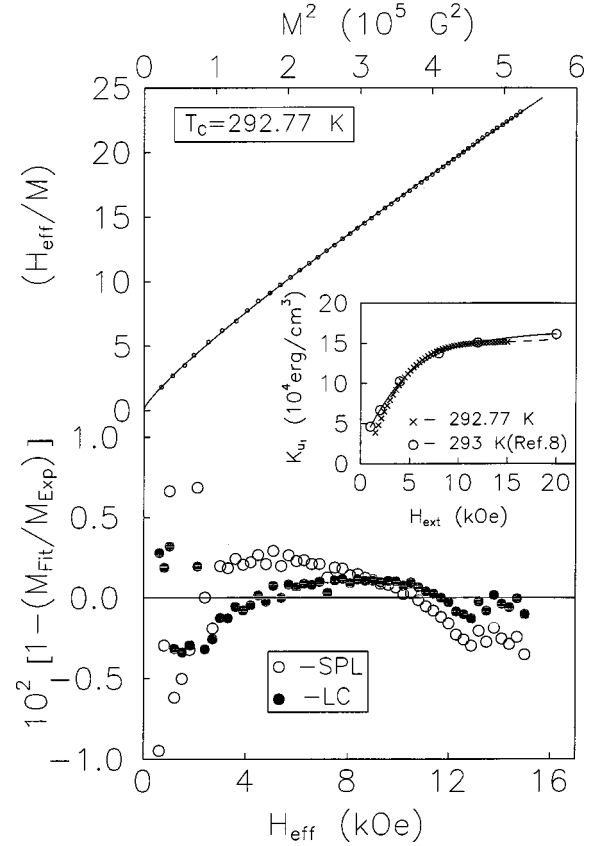 M² (10⁵ G²)
0 1 2 3 4 5 6
25
20
15
10
5
0
(H_eff/M)
T_C=292.77 K
20
15
10
5
0
K_u₁ (10⁴erg/cm³)
×− 292.77 K
○− 293 K(Ref.8)
0 5 10 15 20
H_ext (kOe)
1.0
0.5
0.0
−0.5
−1.0
10² [1−(M_Fit/M_Exp)]
○ −SPL
● −LC
0 4 8 12 16
H_eff (kOe)